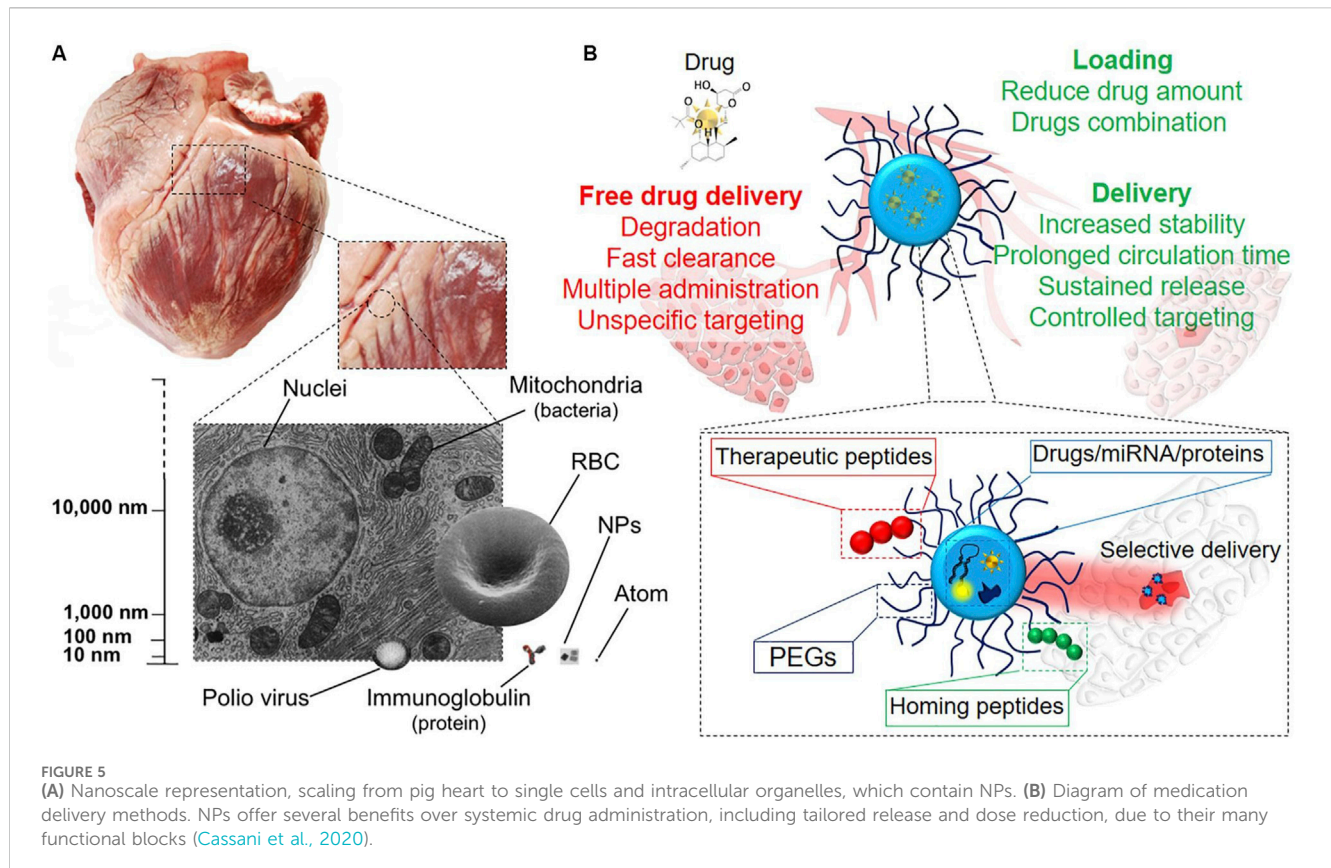 A
Nuclei
Mitochondria
(bacteria)
RBC
NPs
Atom
10,000 nm
1,000 nm
100 nm
10 nm
Polio virus
Immunoglobulin
(protein)
B
Drug
HO
O
O
O
O
H
Loading
Reduce drug amount
Drugs combination
Free drug delivery
Degradation
Fast clearance
Multiple administration
Unspecific targeting
Delivery
Increased stability
Prolonged circulation time
Sustained release
Controlled targeting
Therapeutic peptides
Drugs/miRNA/proteins
Selective delivery
PEGs
Homing peptides
FIGURE 5
(A) Nanoscale representation, scaling from pig heart to single cells and intracellular organelles, which contain NPs. (B) Diagram of medication
delivery methods. NPs offer several benefits over systemic drug administration, including tailored release and dose reduction, due to their many
functional blocks (Cassani et al., 2020).